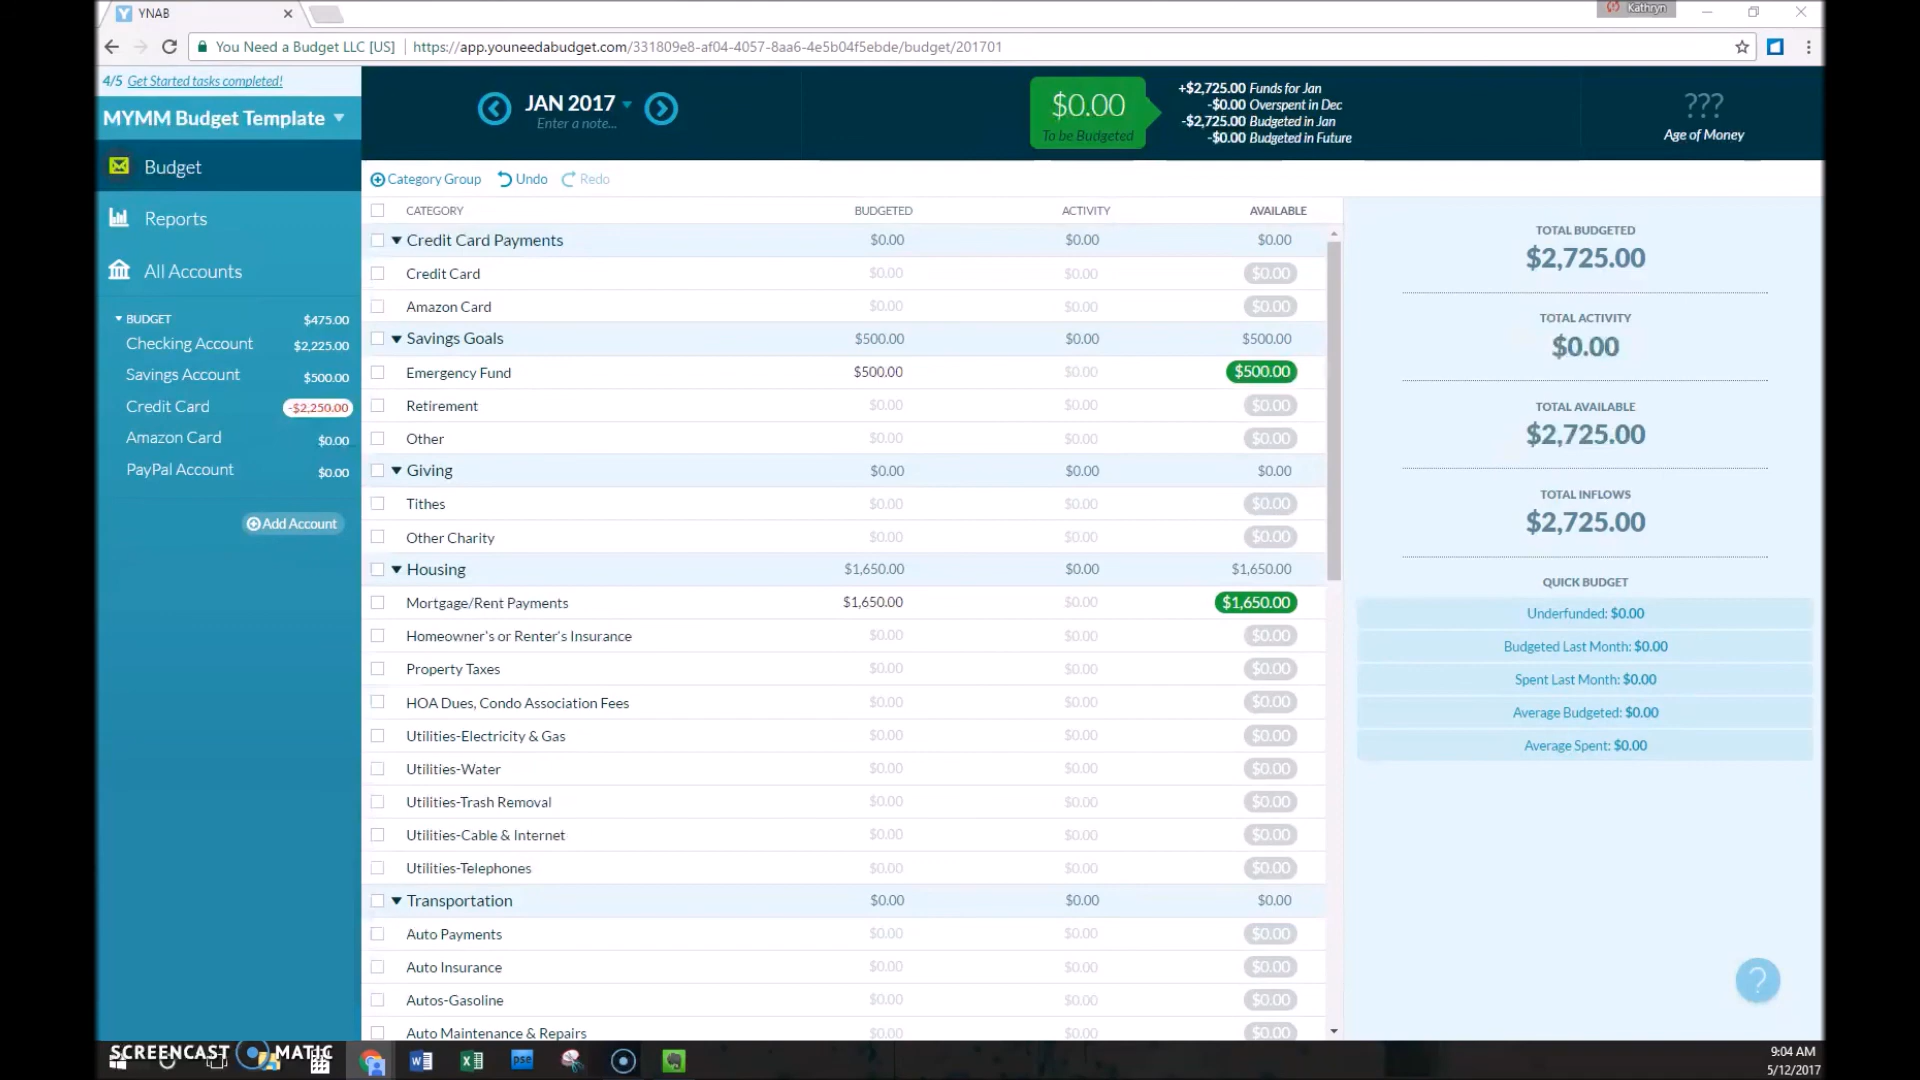 YNAB
Kathryn
You Need a Budget LLC [US]
https://app.youneedabudget.com/331809e8-af04-4057-8aa6-4e5b04f5ebde/budget/201701
4/5 Get Started tasks completed!
MYMM Budget Template
Budget
Reports
All Accounts
BUDGET $475.00
Checking Account $2,225.00
Savings Account $500.00
Credit Card -$2,250.00
Amazon Card $0.00
PayPal Account $0.00
Add Account
JAN 2017
Enter a note...
$0.00
To be Budgeted
+$2,725.00 Funds for Jan
-$0.00 Overspent in Dec
-$2,725.00 Budgeted in Jan
-$0.00 Budgeted in Future
???
Age of Money
Category Group Undo Redo
CATEGORY BUDGETED ACTIVITY AVAILABLE
Credit Card Payments $0.00 $0.00 $0.00
Credit Card $0.00 $0.00 $0.00
Amazon Card $0.00 $0.00 $0.00
Savings Goals $500.00 $0.00 $500.00
Emergency Fund $500.00 $0.00 $500.00
Retirement $0.00 $0.00 $0.00
Other $0.00 $0.00 $0.00
Giving $0.00 $0.00 $0.00
Tithes $0.00 $0.00 $0.00
Other Charity $0.00 $0.00 $0.00
Housing $1,650.00 $0.00 $1,650.00
Mortgage/Rent Payments $1,650.00 $0.00 $1,650.00
Homeowner's or Renter's Insurance $0.00 $0.00 $0.00
Property Taxes $0.00 $0.00 $0.00
HOA Dues, Condo Association Fees $0.00 $0.00 $0.00
Utilities-Electricity & Gas $0.00 $0.00 $0.00
Utilities-Water $0.00 $0.00 $0.00
Utilities-Trash Removal $0.00 $0.00 $0.00
Utilities-Cable & Internet $0.00 $0.00 $0.00
Utilities-Telephones $0.00 $0.00 $0.00
Transportation $0.00 $0.00 $0.00
Auto Payments $0.00 $0.00 $0.00
Auto Insurance $0.00 $0.00 $0.00
Autos-Gasoline $0.00 $0.00 $0.00
Auto Maintenance & Repairs $0.00 $0.00 $0.00
TOTAL BUDGETED
$2,725.00
TOTAL ACTIVITY
$0.00
TOTAL AVAILABLE
$2,725.00
TOTAL INFLOWS
$2,725.00
QUICK BUDGET
Underfunded: $0.00
Budgeted Last Month: $0.00
Spent Last Month: $0.00
Average Budgeted: $0.00
Average Spent: $0.00
?
SCREENCAST MATIC
pse
9:04 AM
5/12/2017